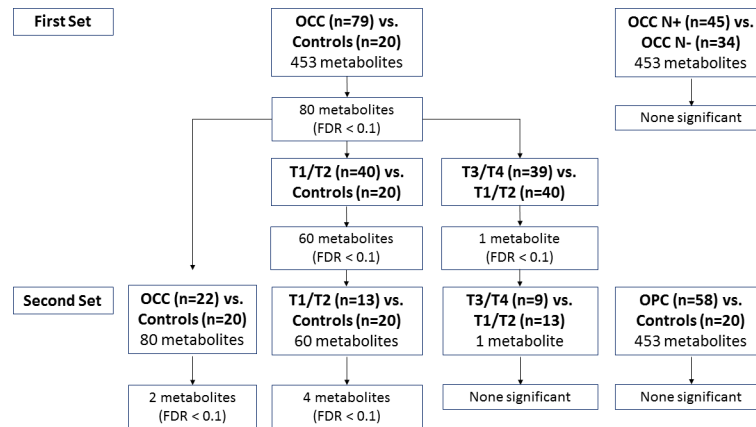 First Set
OCC (n=79) vs.
Controls (n=20)
453 metabolites
OCC N+ (n=45) vs.
OCC N- (n=34)
453 metabolites
80 metabolites
(FDR < 0.1)
None significant
T1/T2 (n=40) vs.
Controls (n=20)
T3/T4 (n=39) vs.
T1/T2 (n=40)
60 metabolites
(FDR < 0.1)
1 metabolite
(FDR < 0.1)
Second Set
OCC (n=22) vs.
Controls (n=20)
80 metabolites
T1/T2 (n=13) vs.
Controls (n=20)
60 metabolites
T3/T4 (n=9) vs.
T1/T2 (n=13)
1 metabolite
OPC (n=58) vs.
Controls (n=20)
453 metabolites
2 metabolites
(FDR < 0.1)
4 metabolites
(FDR < 0.1)
None significant
None significant